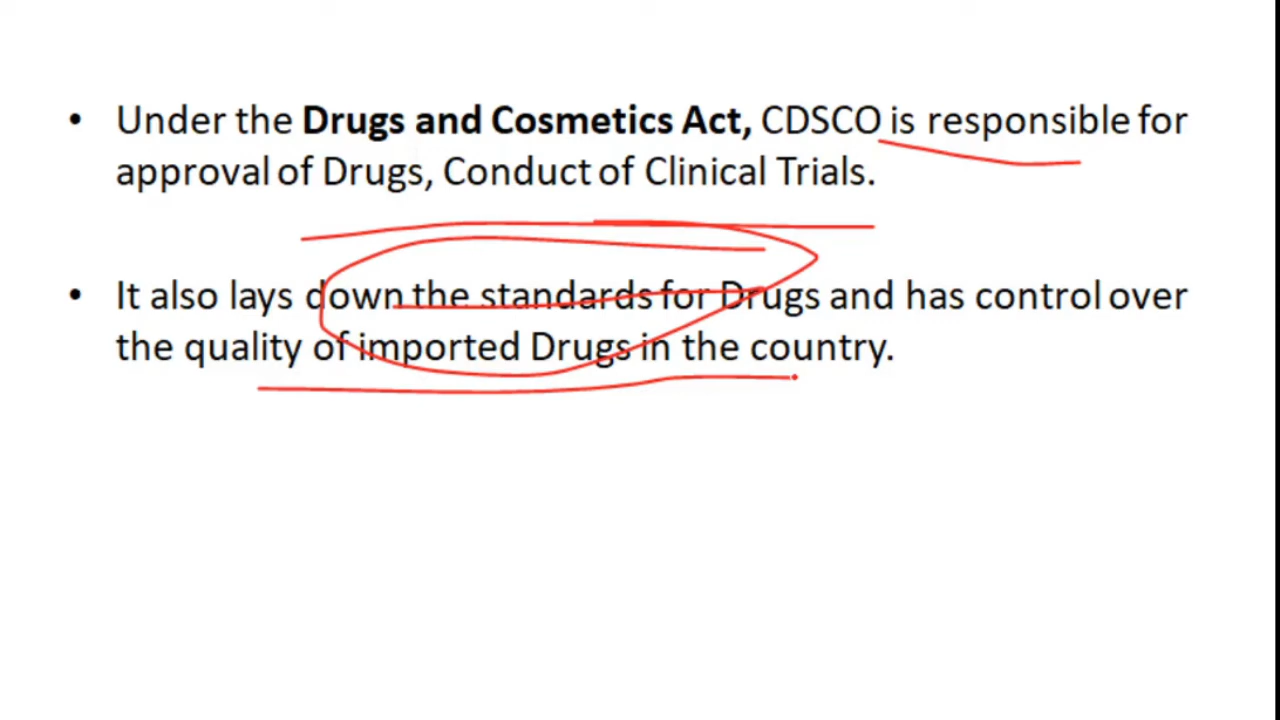 • Under the Drugs and Cosmetics Act, CDSCO is responsible for
approval of Drugs, Conduct of Clinical Trials.
• It also lays down the standards for Drugs and has control over
the quality of imported Drugs in the country.